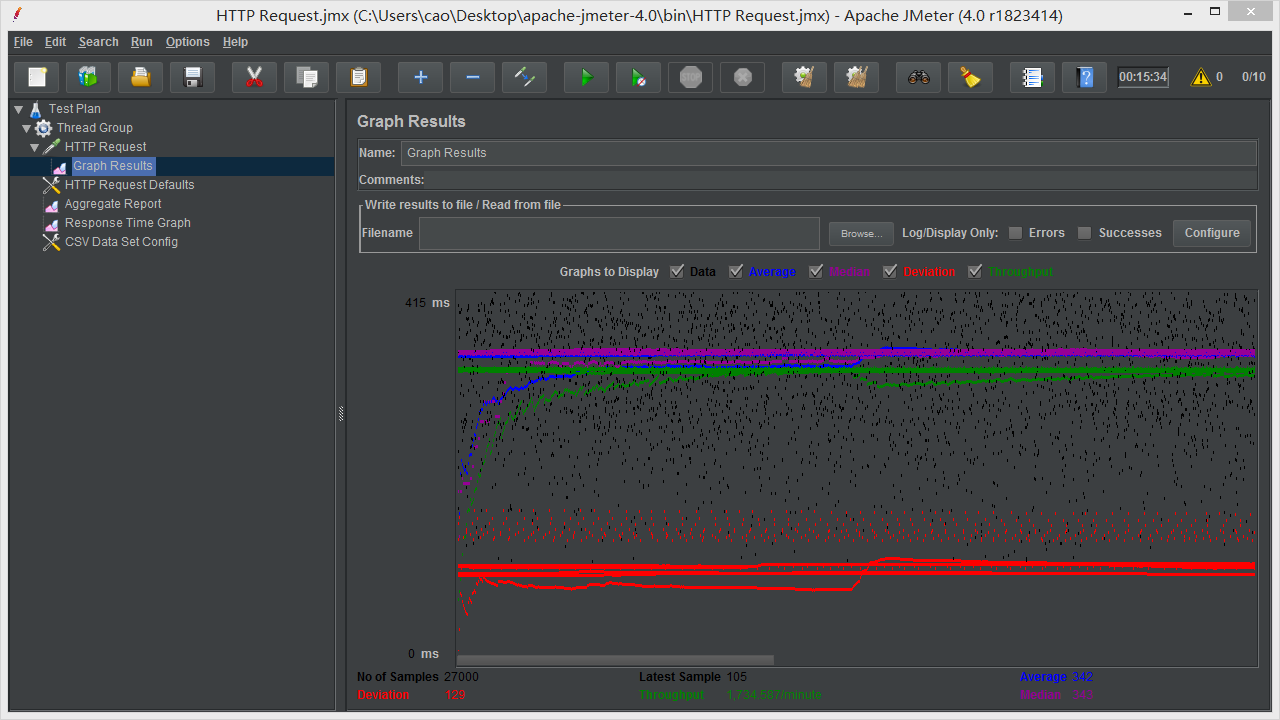 HTTP Request.jmx (C:\Users\cao\Desktop\apache-jmeter-4.0\bin\HTTP Request.jmx) - Apache JMeter (4.0 r1823414)
File Edit Search Run Options Help
STOP 00:15:34 0 0/10
Test Plan
Thread Group
HTTP Request
Graph Results
HTTP Request Defaults
Aggregate Report
Response Time Graph
CSV Data Set Config
Graph Results
Name: Graph Results
Comments:
Write results to file / Read from file
Filename Browse... Log/Display Only: Errors Successes Configure
Graphs to Display Data Average Median Deviation Throughput
415 ms
0 ms
No of Samples 27000 Latest Sample 105 Average 342
Deviation 129 Throughput 1,734.587/minute Median